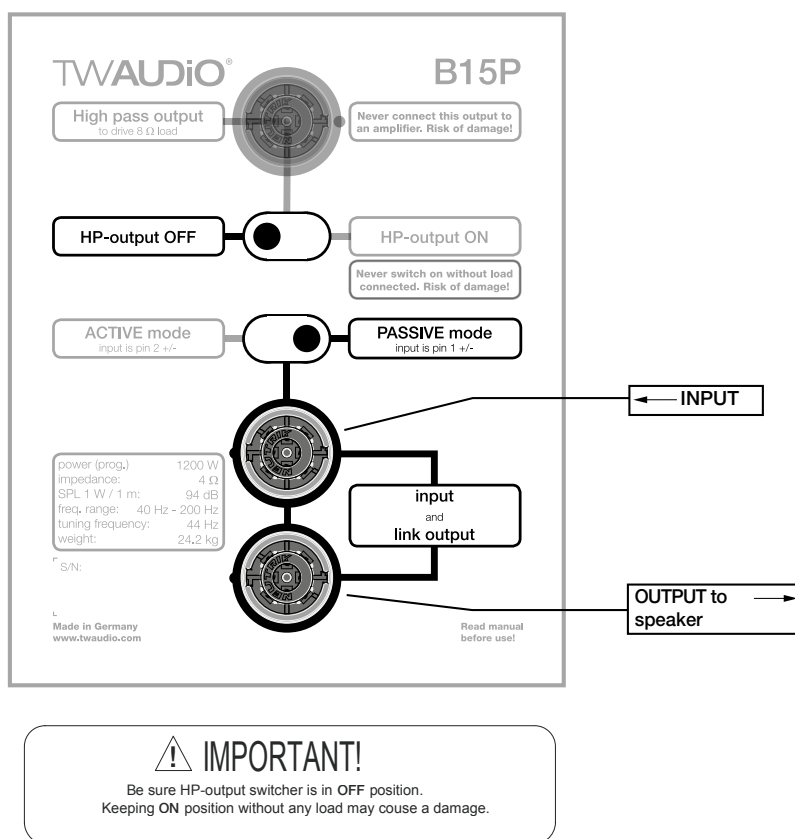 TWAUDiO® B15P
High pass output
to drive 8 Ω load
Never connect this output to
an amplifier. Risk of damage!
HP-output OFF
HP-output ON
Never switch on without load
connected. Risk of damage!
ACTIVE mode
input is pin 2 +/-
PASSIVE mode
input is pin 1 +/-
INPUT
NEUTRIK
power (prog.) 1200 W
impedance: 4 Ω
SPL 1 W / 1 m: 94 dB
freq. range: 40 Hz - 200 Hz
tuning frequency: 44 Hz
weight: 24.2 kg
input
and
link output
S/N:
NEUTRIK
OUTPUT to
speaker
Made in Germany
www.twaudio.com
Read manual
before use!
IMPORTANT!
Be sure HP-output switcher is in OFF position.
Keeping ON position without any load may couse a damage.